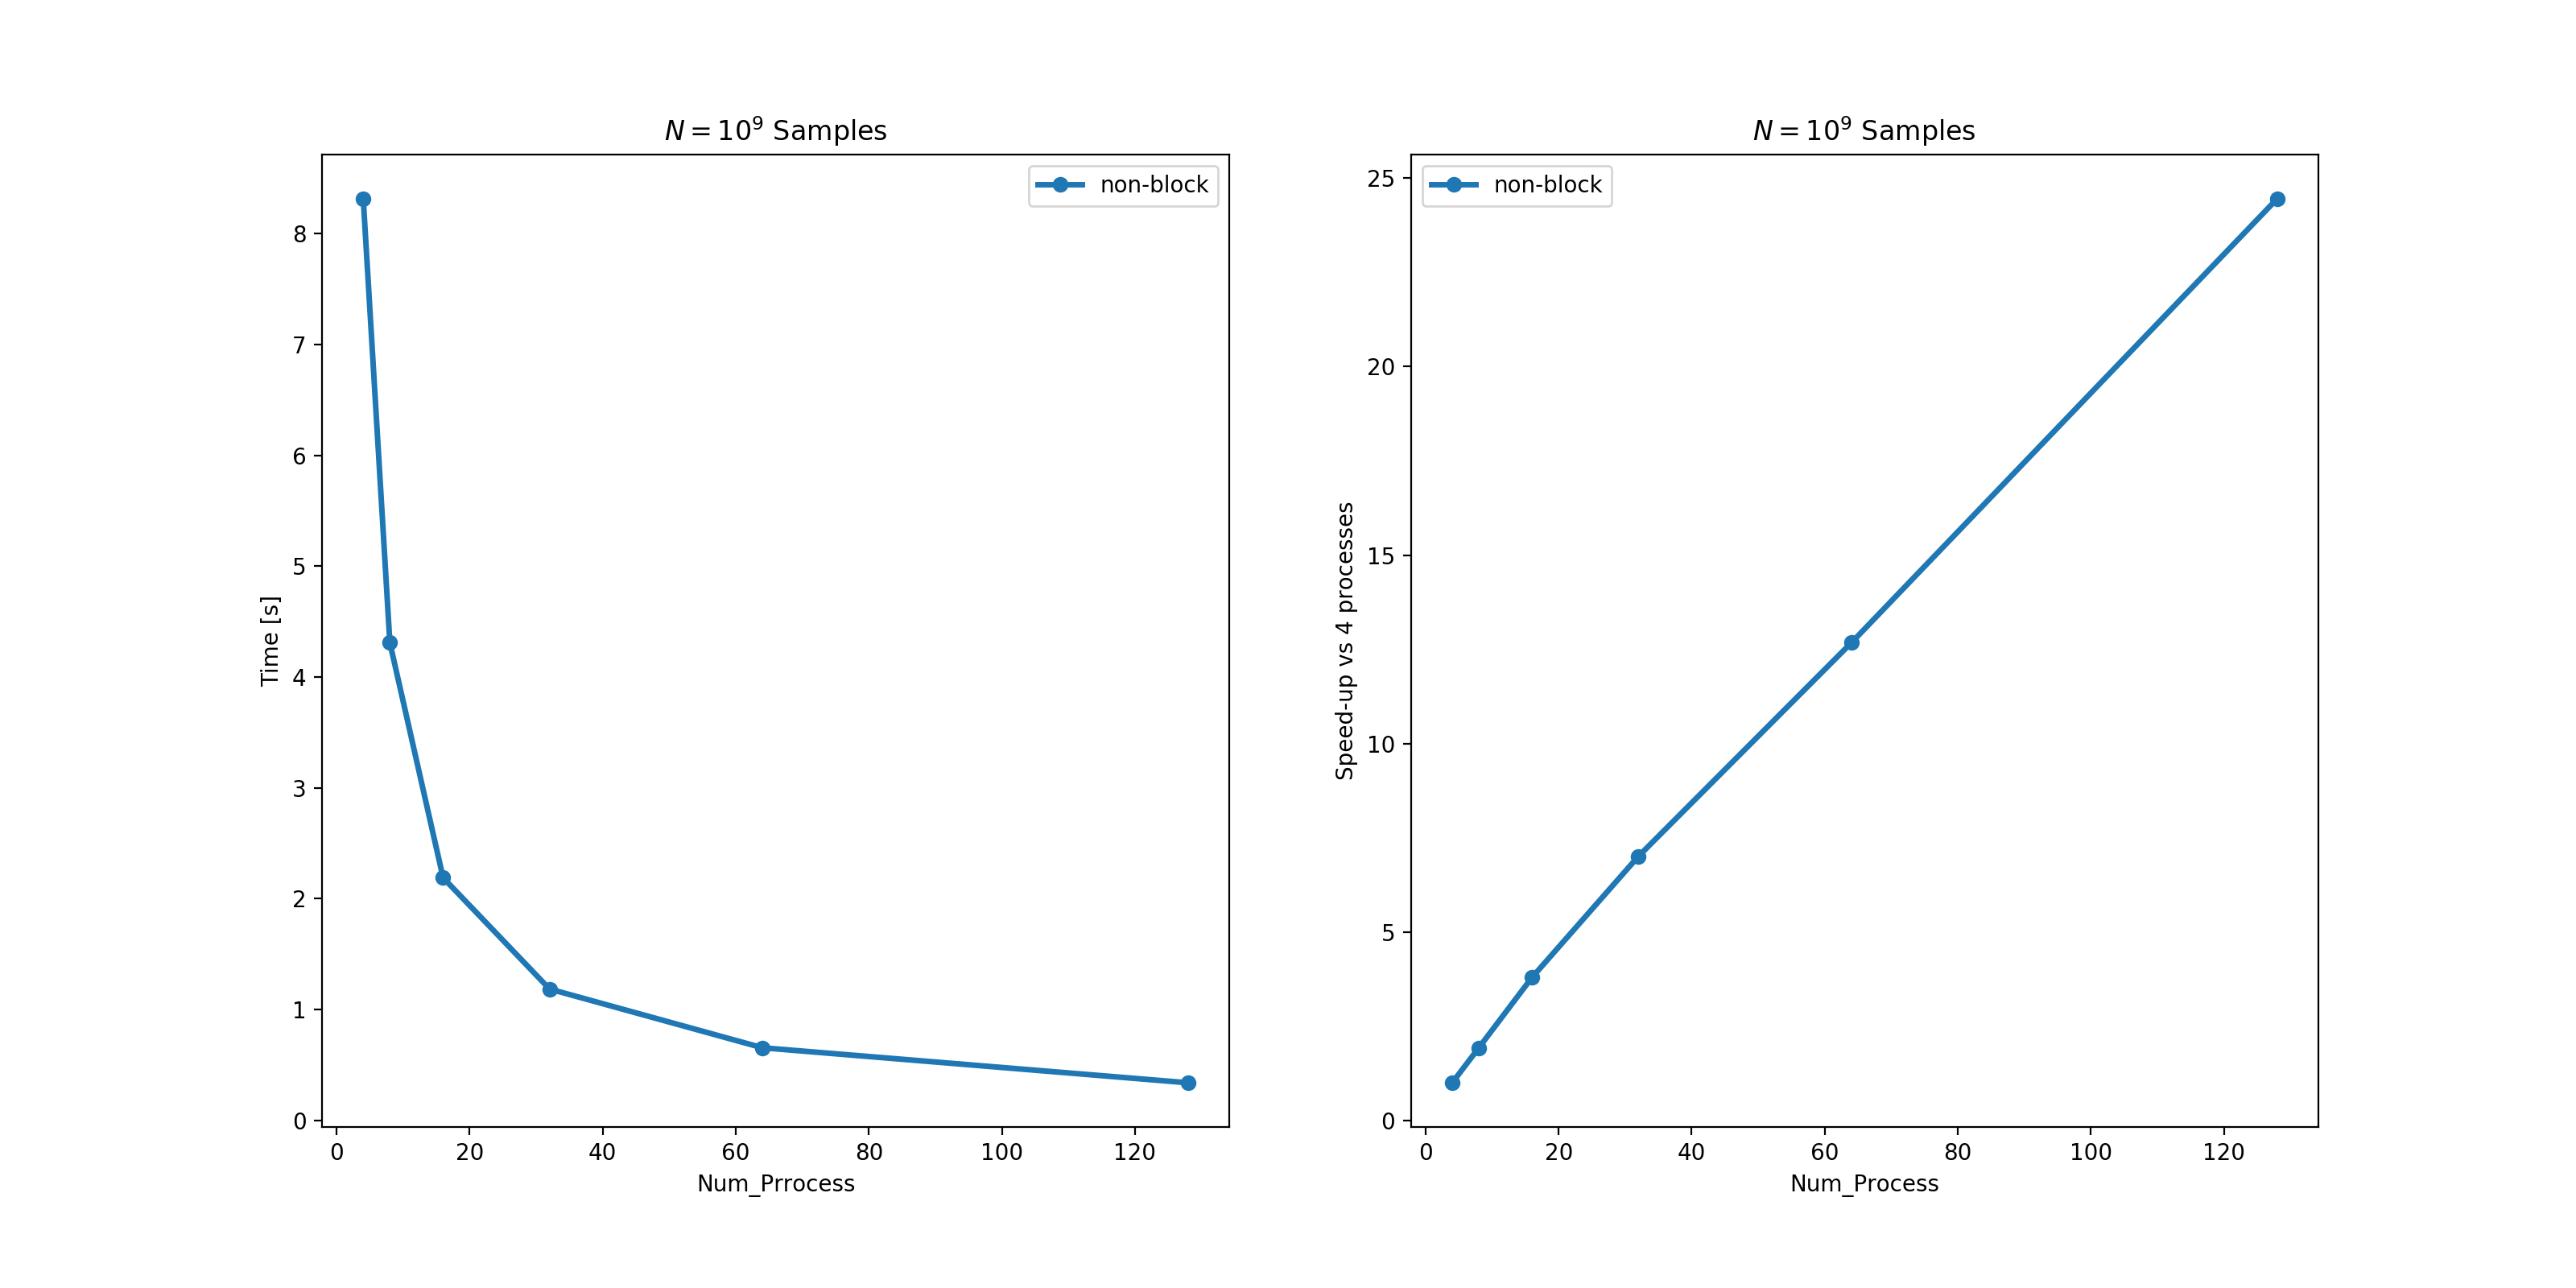 N = 10⁹ Samples
non-block
8
7
6
5
4
3
2
1
0
Time [s]
0 20 40 60 80 100 120
Num_Prrocess
N = 10⁹ Samples
non-block
25
20
15
10
5
0
Speed-up vs 4 processes
0 20 40 60 80 100 120
Num_Process